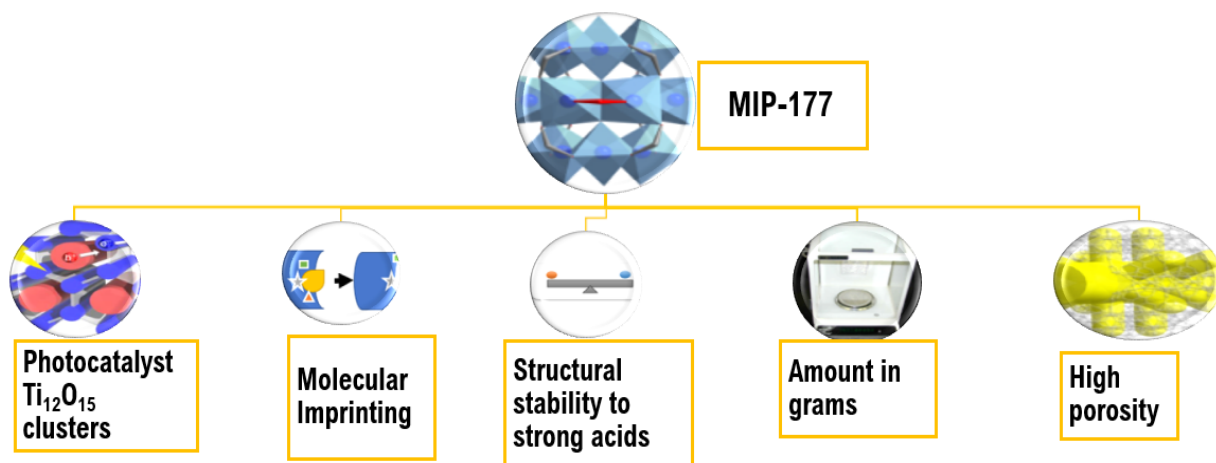 MIP-177
Photocatalyst
Ti₁₂O₁₅
clusters
Molecular
Imprinting
Structural
stability to
strong acids
Amount in
grams
High
porosity